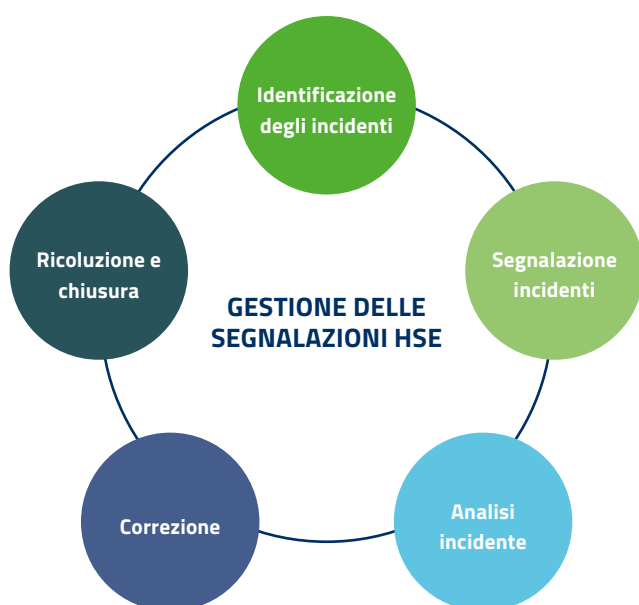 Identificazione
degli incidenti
Segnalazione
incidenti
Ricoluzione e
chiusura
GESTIONE DELLE
SEGNALAZIONI HSE
Analisi
incidente
Correzione